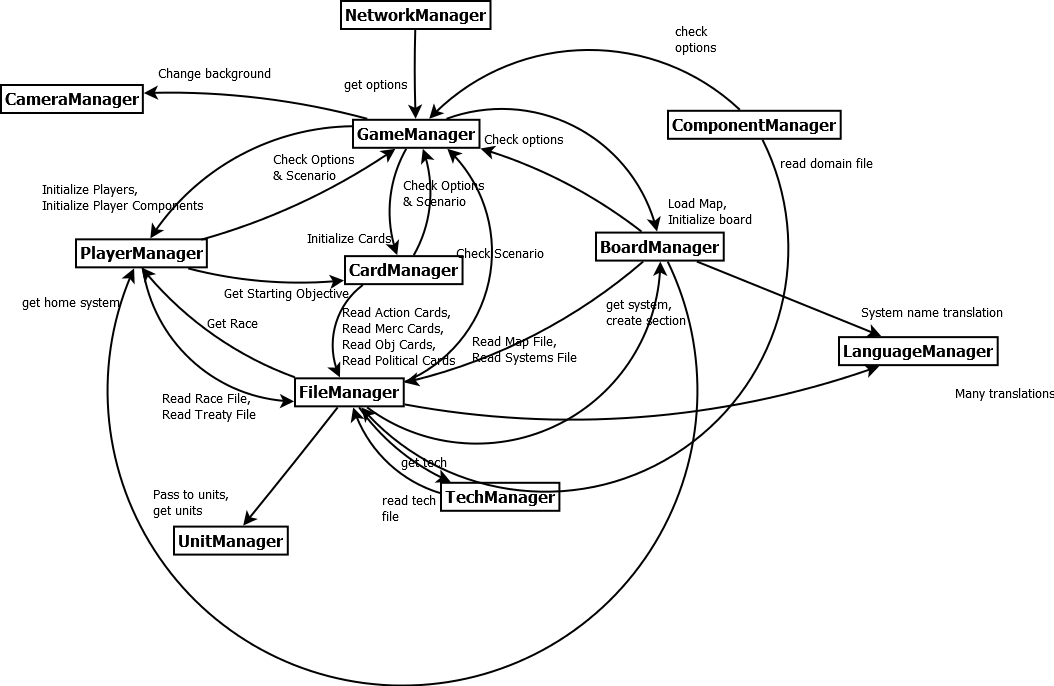 NetworkManager
check
options
Change background
get options
CameraManager
GameManager
ComponentManager
Check options
Check Options
& Scenario
read domain file
Initialize Players,
Initialize Player Components
Check Options
& Scenario
Load Map,
Initialize board
Initialize Cards
PlayerManager
Check Scenario
BoardManager
CardManager
get home system
Get Starting Objective
get system,
create section
Read Action Cards,
Read Merc Cards,
Read Obj Cards,
Read Political Cards
System name translation
Get Race
Read Map File,
Read Systems File
LanguageManager
FileManager
Many translations
Read Race File,
Read Treaty File
get tech
Pass to units,
get units
read tech
file
TechManager
UnitManager